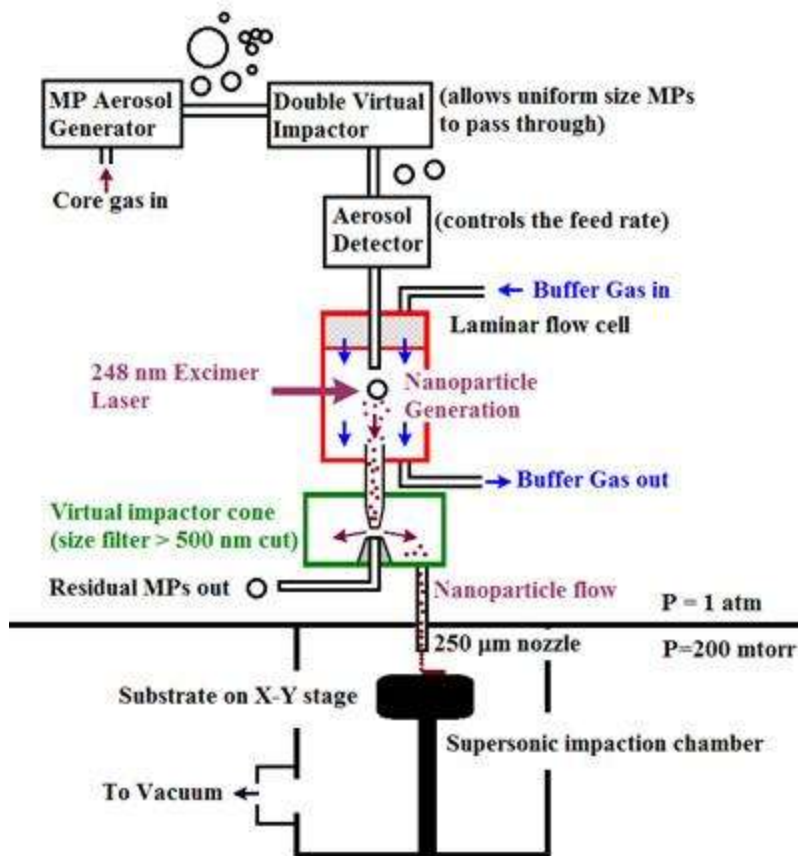 MP Aerosol
Generator
Double Virtual
Impactor
(allows uniform size MPs
to pass through)
Core gas in
Aerosol
Detector
(controls the feed rate)
Buffer Gas in
Laminar flow cell
248 nm Excimer
Laser
Nanoparticle
Generation
Buffer Gas out
Virtual impactor cone
(size filter > 500 nm cut)
Residual MPs out
Nanoparticle flow
P = 1 atm
250 µm nozzle
P=200 mtorr
Substrate on X-Y stage
Supersonic impaction chamber
To Vacuum